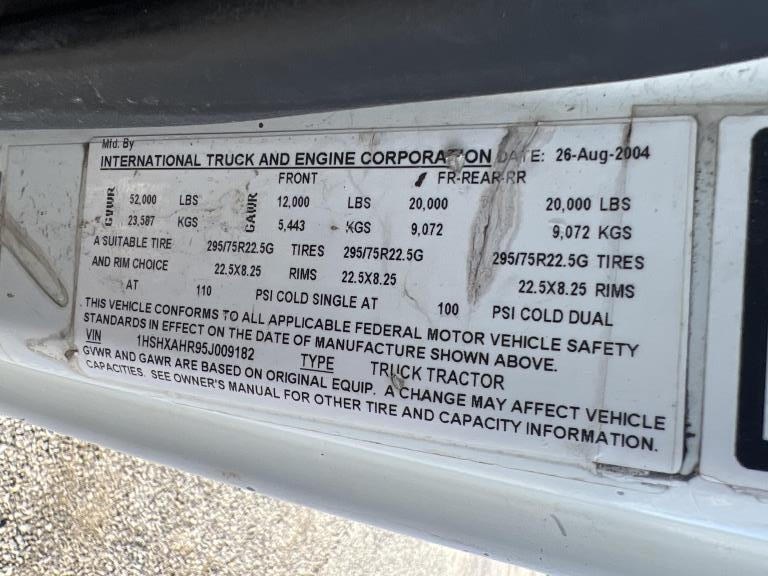 Mfd. By
INTERNATIONAL TRUCK AND ENGINE CORPORATION DATE: 26-Aug-2004
FRONT FR-REAR-RR
GVWR 52,000 LBS GAWR 12,000 LBS 20,000 20,000 LBS
23,587 KGS 5,443 KGS 9,072 9,072 KGS
A SUITABLE TIRE 295/75R22.5G TIRES 295/75R22.5G 295/75R22.5G TIRES
AND RIM CHOICE 22.5X8.25 RIMS 22.5X8.25 22.5X8.25 RIMS
AT 110 PSI COLD SINGLE AT 100 PSI COLD DUAL
THIS VEHICLE CONFORMS TO ALL APPLICABLE FEDERAL MOTOR VEHICLE SAFETY
STANDARDS IN EFFECT ON THE DATE OF MANUFACTURE SHOWN ABOVE.
VIN 1HSHXAHR95J009182 TYPE TRUCK TRACTOR
GVWR AND GAWR ARE BASED ON ORIGINAL EQUIP. A CHANGE MAY AFFECT VEHICLE
CAPACITIES. SEE OWNER'S MANUAL FOR OTHER TIRE AND CAPACITY INFORMATION.